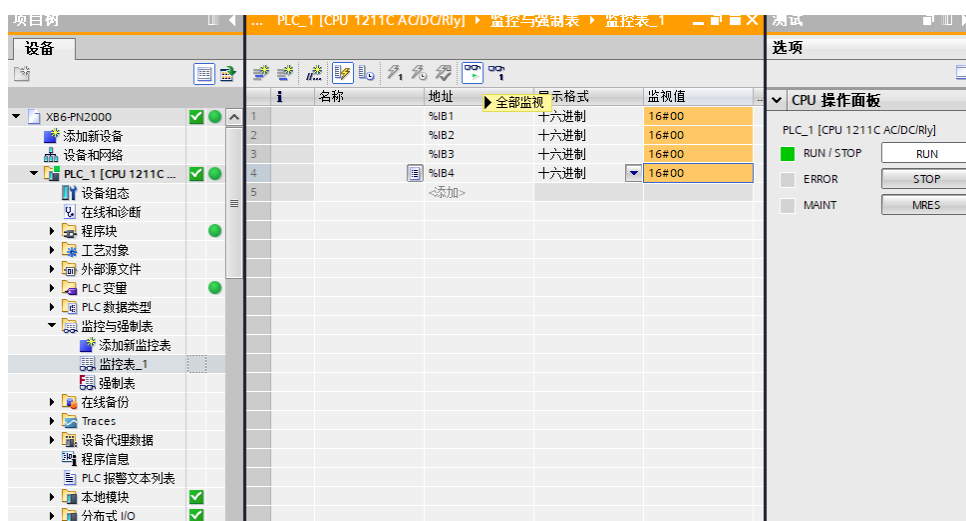 项目树
... PLC_1 [CPU 1211C AC/DC/Rly] ▸ 监控与强制表 ▸ 监控表_1
测试
设备
选项
i 名称 地址 显示格式 监视值 ...
全部监视
CPU 操作面板
1 %IB1 十六进制 16#00
2 %IB2 十六进制 16#00
3 %IB3 十六进制 16#00
4 %IB4 十六进制 16#00
5 <添加>
XB6-PN2000
添加新设备
设备和网络
PLC_1 [CPU 1211C ...
设备组态
在线和诊断
程序块
工艺对象
外部源文件
PLC 变量
PLC 数据类型
监控与强制表
添加新监控表
监控表_1
强制表
在线备份
Traces
设备代理数据
程序信息
PLC 报警文本列表
本地模块
分布式 I/O
PLC_1 [CPU 1211C AC/DC/Rly]
RUN / STOP RUN
ERROR STOP
MAINT MRES